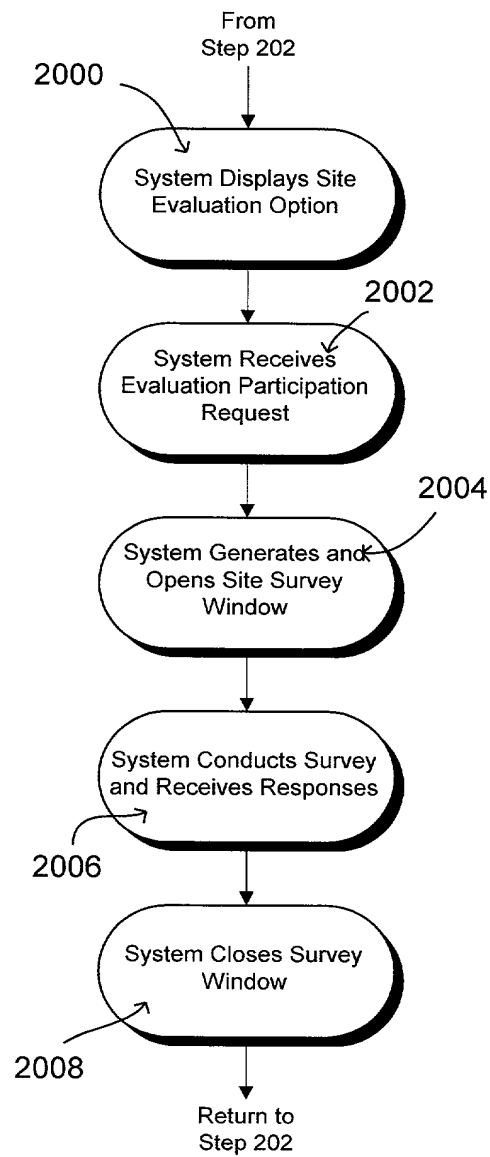 From
Step 202
2000
System Displays Site
Evaluation Option
2002
System Receives
Evaluation Participation
Request
2004
System Generates and
Opens Site Survey
Window
System Conducts Survey
and Receives Responses
2006
System Closes Survey
Window
2008
Return to
Step 202